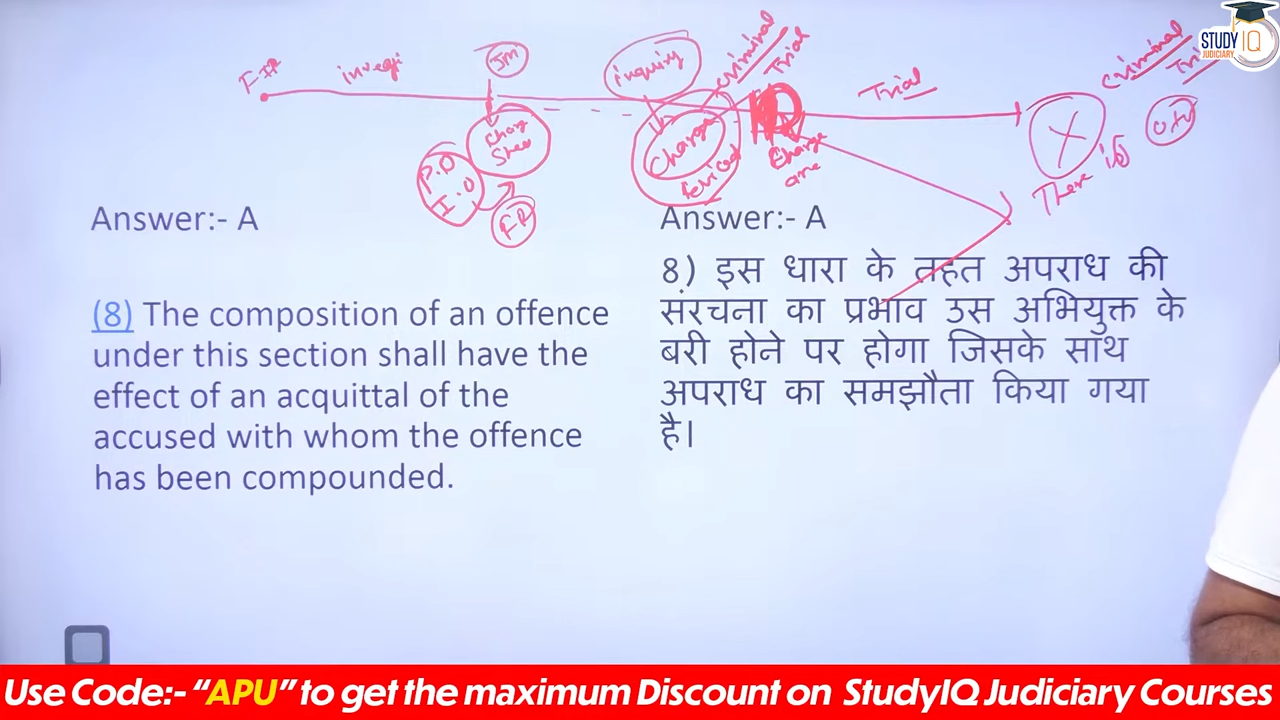 STUDY IQ
JUDICIARY
FIR
investi
JM
inquiry
criminal
Trial
Trial
criminal
Charge
Sheet
P.O
I.O
FR
Charge
Charge
There is
Answer:- A
(8) The composition of an offence
under this section shall have the
effect of an acquittal of the
accused with whom the offence
has been compounded.
Answer:- A
8) इस धारा के तहत अपराध की
संरचना का प्रभाव उस अभियुक्त के
बरी होने पर होगा जिसके साथ
अपराध का समझौता किया गया
है।
Use Code:- “APU” to get the maximum Discount on StudyIQ Judiciary Courses